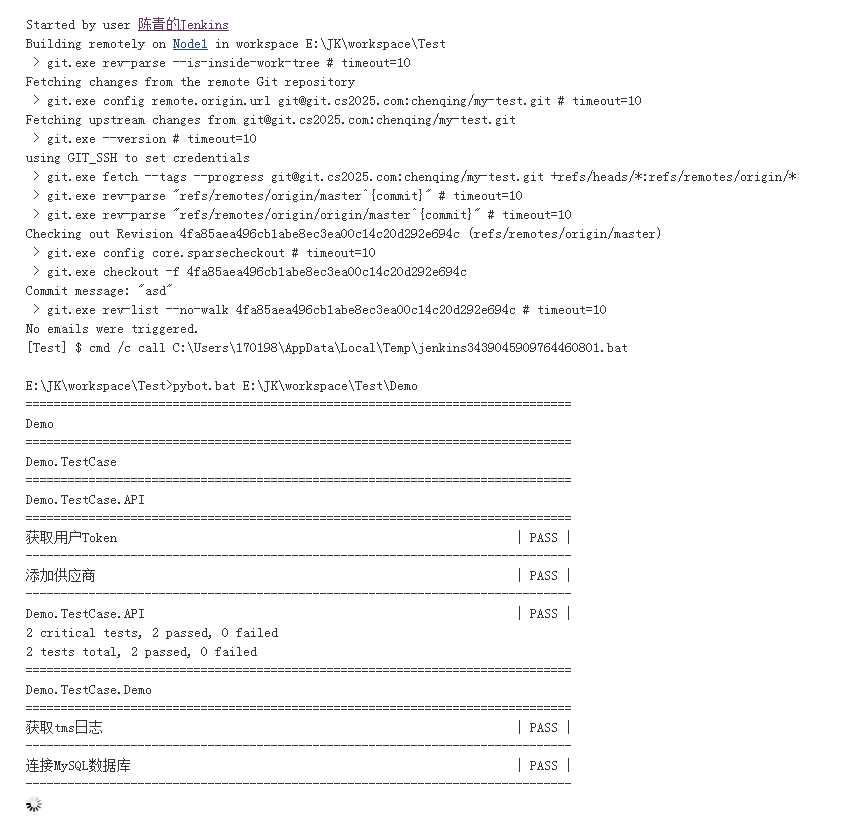 Started by user 陈青的Jenkins
Building remotely on Node1 in workspace E:\JK\workspace\Test
 > git.exe rev-parse --is-inside-work-tree # timeout=10
Fetching changes from the remote Git repository
 > git.exe config remote.origin.url git@git.cs2025.com:chenqing/my-test.git # timeout=10
Fetching upstream changes from git@git.cs2025.com:chenqing/my-test.git
 > git.exe --version # timeout=10
using GIT_SSH to set credentials
 > git.exe fetch --tags --progress git@git.cs2025.com:chenqing/my-test.git +refs/heads/*:refs/remotes/origin/*
 > git.exe rev-parse "refs/remotes/origin/master^{commit}" # timeout=10
 > git.exe rev-parse "refs/remotes/origin/origin/master^{commit}" # timeout=10
Checking out Revision 4fa85aea496cb1abe8ec3ea00c14c20d292e694c (refs/remotes/origin/master)
 > git.exe config core.sparsecheckout # timeout=10
 > git.exe checkout -f 4fa85aea496cb1abe8ec3ea00c14c20d292e694c
Commit message: "asd"
 > git.exe rev-list --no-walk 4fa85aea496cb1abe8ec3ea00c14c20d292e694c # timeout=10
No emails were triggered.
[Test] $ cmd /c call C:\Users\170198\AppData\Local\Temp\jenkins3439045909764460801.bat

E:\JK\workspace\Test>pybot.bat E:\JK\workspace\Test\Demo
==============================================================================
Demo
==============================================================================
Demo.TestCase
==============================================================================
Demo.TestCase.API
==============================================================================
获取用户Token | PASS |
------------------------------------------------------------------------------
添加供应商 | PASS |
------------------------------------------------------------------------------
Demo.TestCase.API | PASS |
2 critical tests, 2 passed, 0 failed
2 tests total, 2 passed, 0 failed
==============================================================================
Demo.TestCase.Demo
==============================================================================
获取tms日志 | PASS |
------------------------------------------------------------------------------
连接MySQL数据库 | PASS |
------------------------------------------------------------------------------